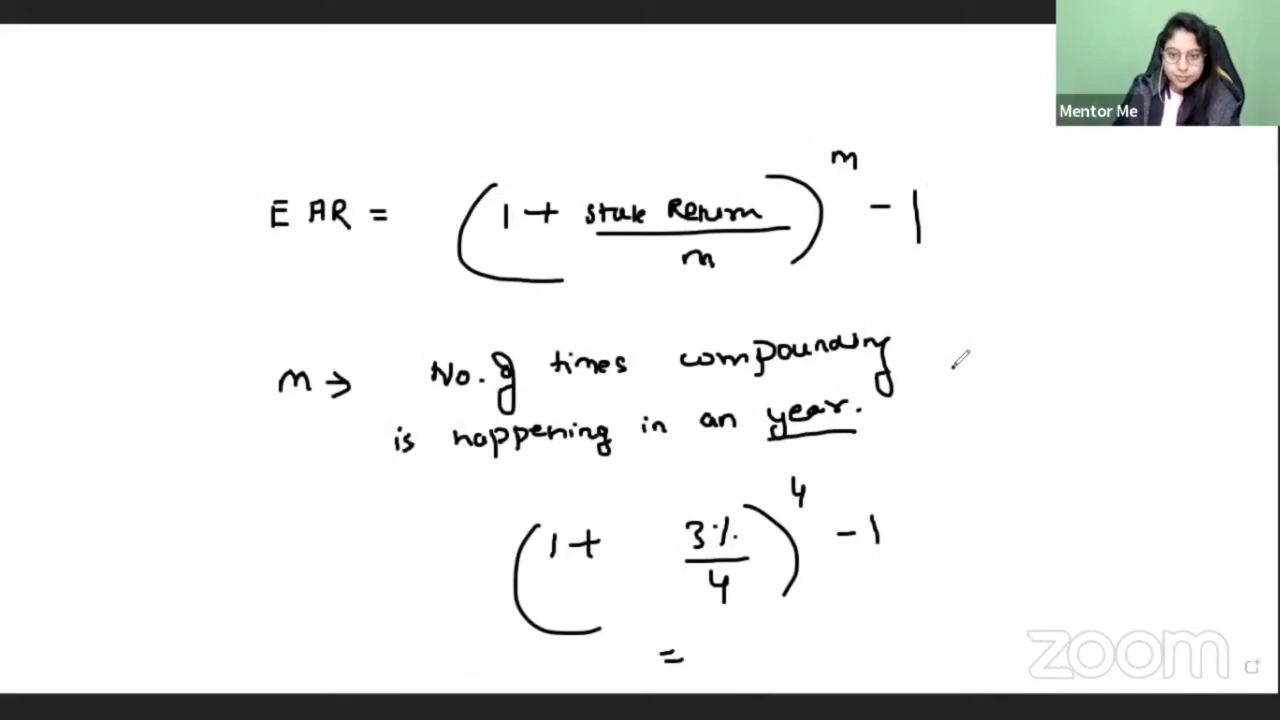 Mentor Me
EAR = (1 + State Return / m)^m - 1
m → No. of times compounding
is happening in an year.
(1 + 3% / 4)^4 - 1
=
zoom